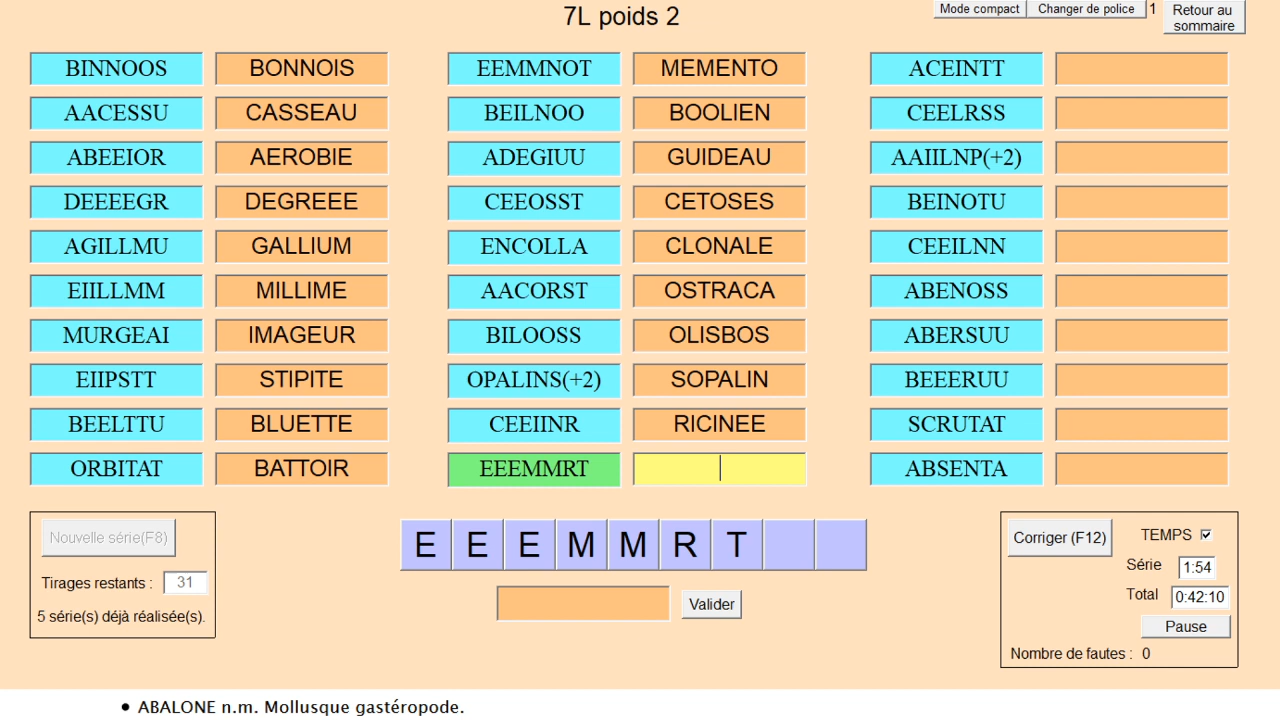 7L poids 2
Mode compact
Changer de police
1
Retour au
sommaire
BINNOOS BONNOIS EEMMNOT MEMENTO ACEINTT
AACESSU CASSEAU BEILNOO BOOLIEN CEELRSS
ABEEIOR AEROBIE ADEGIUU GUIDEAU AAIILNP(+2)
DEEEEGR DEGREEE CEEOSST CETOSES BEINOTU
AGILLMU GALLIUM ENCOLLA CLONALE CEEILNN
EIILLMM MILLIME AACORST OSTRACA ABENOSS
MURGEAI IMAGEUR BILOOSS OLISBOS ABERSUU
EIIPSTT STIPITE OPALINS(+2) SOPALIN BEEERUU
BEELTTU BLUETTE CEEIINR RICINEE SCRUTAT
ORBITAT BATTOIR EEEMMRT ABSENTA
Nouvelle série(F8)
Tirages restants : 31
5 série(s) déjà réalisée(s).
E E E M M R T
Valider
Corriger (F12)
TEMPS
Série 1:54
Total 0:42:10
Pause
Nombre de fautes : 0
• ABALONE n.m. Mollusque gastéropode.